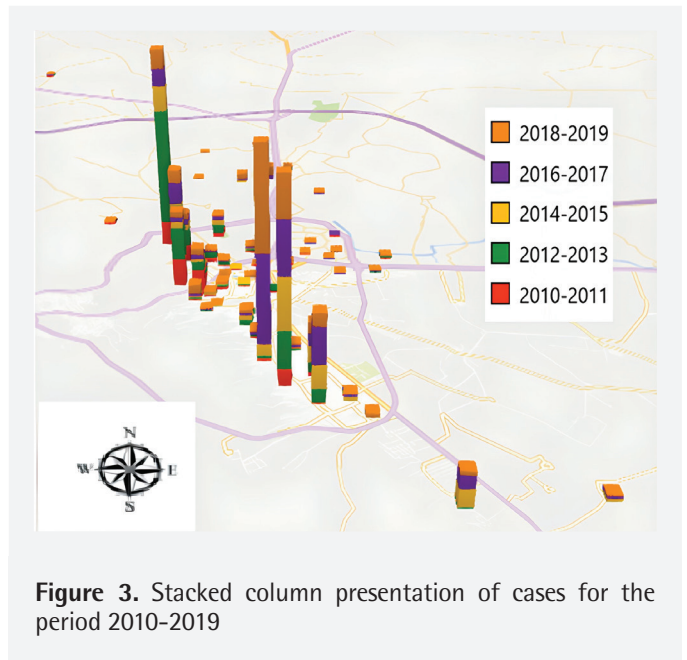 2018-2019
2016-2017
2014-2015
2012-2013
2010-2011
N
W E
S
Figure 3. Stacked column presentation of cases for the
period 2010-2019